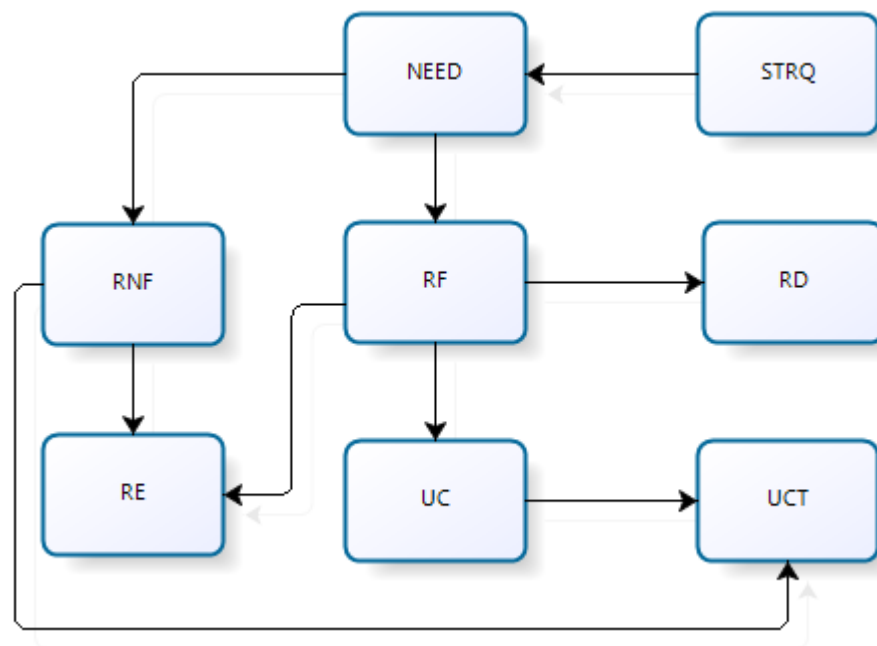 NEED
STRQ
RNF
RF
RD
RE
UC
UCT